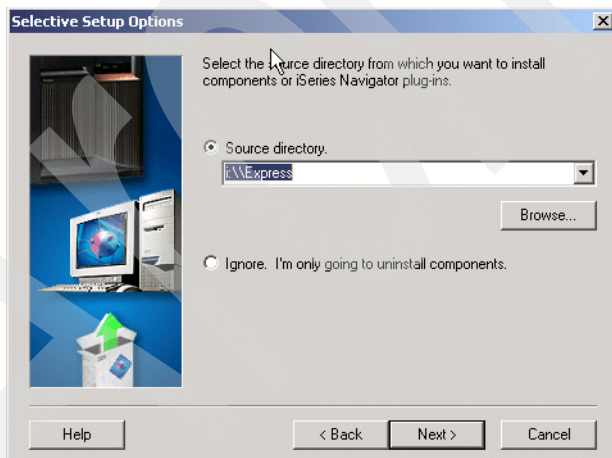 Selective Setup Options
Select the source directory from which you want to install
components or iSeries Navigator plug-ins.
Source directory.
i:\\Express
Browse...
Ignore. I'm only going to uninstall components.
Help
< Back
Next >
Cancel